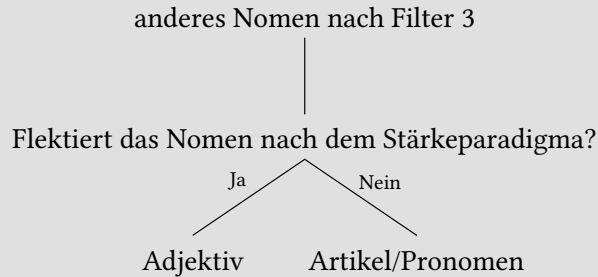 anderes Nomen nach Filter 3
Flektiert das Nomen nach dem Stärkeparadigma?
Ja
Nein
Adjektiv
Artikel/Pronomen